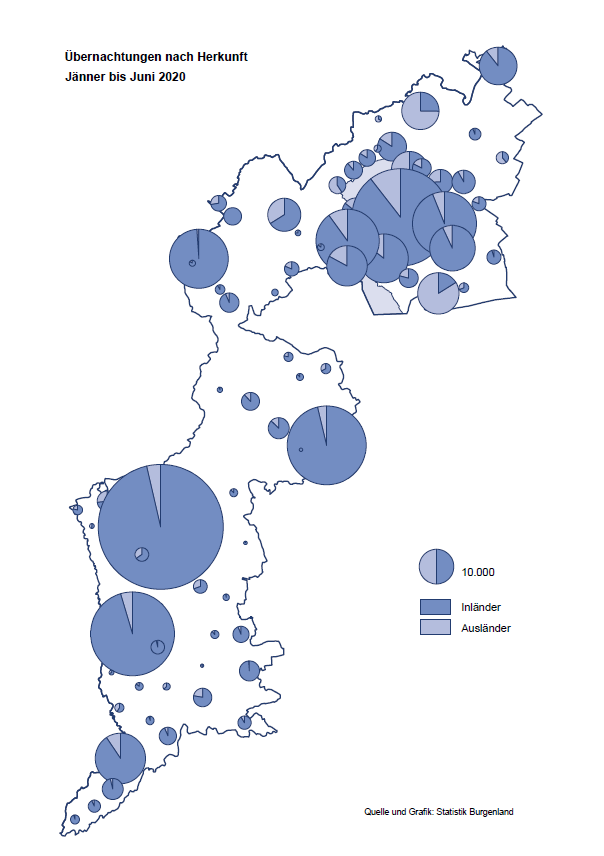 Übernachtungen nach Herkunft
Jänner bis Juni 2020
10.000
Inländer
Ausländer
Quelle und Grafik: Statistik Burgenland